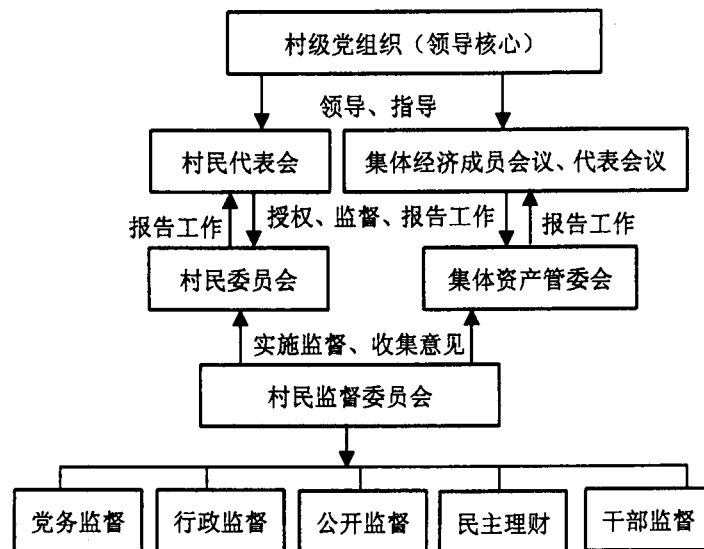 村级党组织（领导核心）
领导、指导
村民代表会
集体经济成员会议、代表会议
报告工作
授权、监督、报告工作
报告工作
村民委员会
集体资产管委会
实施监督、收集意见
村民监督委员会
党务监督
行政监督
公开监督
民主理财
干部监督